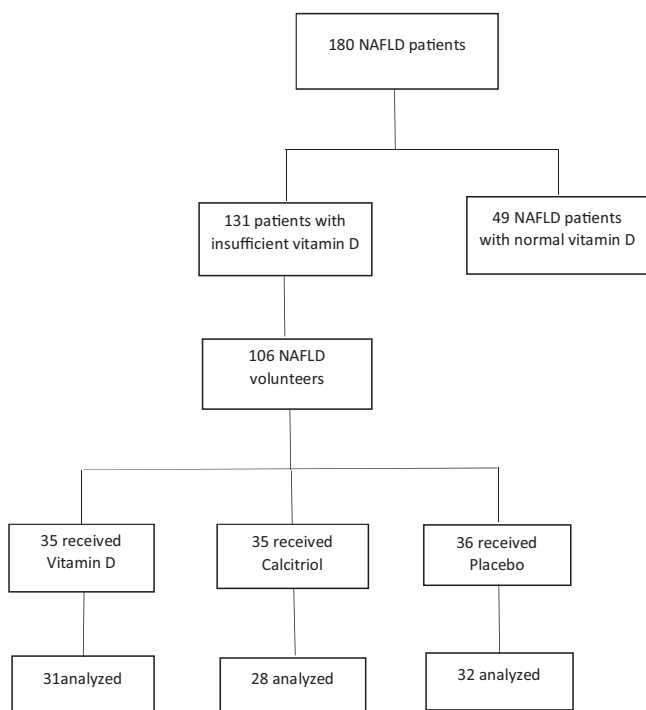 180 NAFLD patients
131 patients with
insufficient vitamin D
49 NAFLD patients
with normal vitamin D
106 NAFLD
volunteers
35 received
Vitamin D
35 received
Calcitriol
36 received
Placebo
31analyzed
28 analyzed
32 analyzed